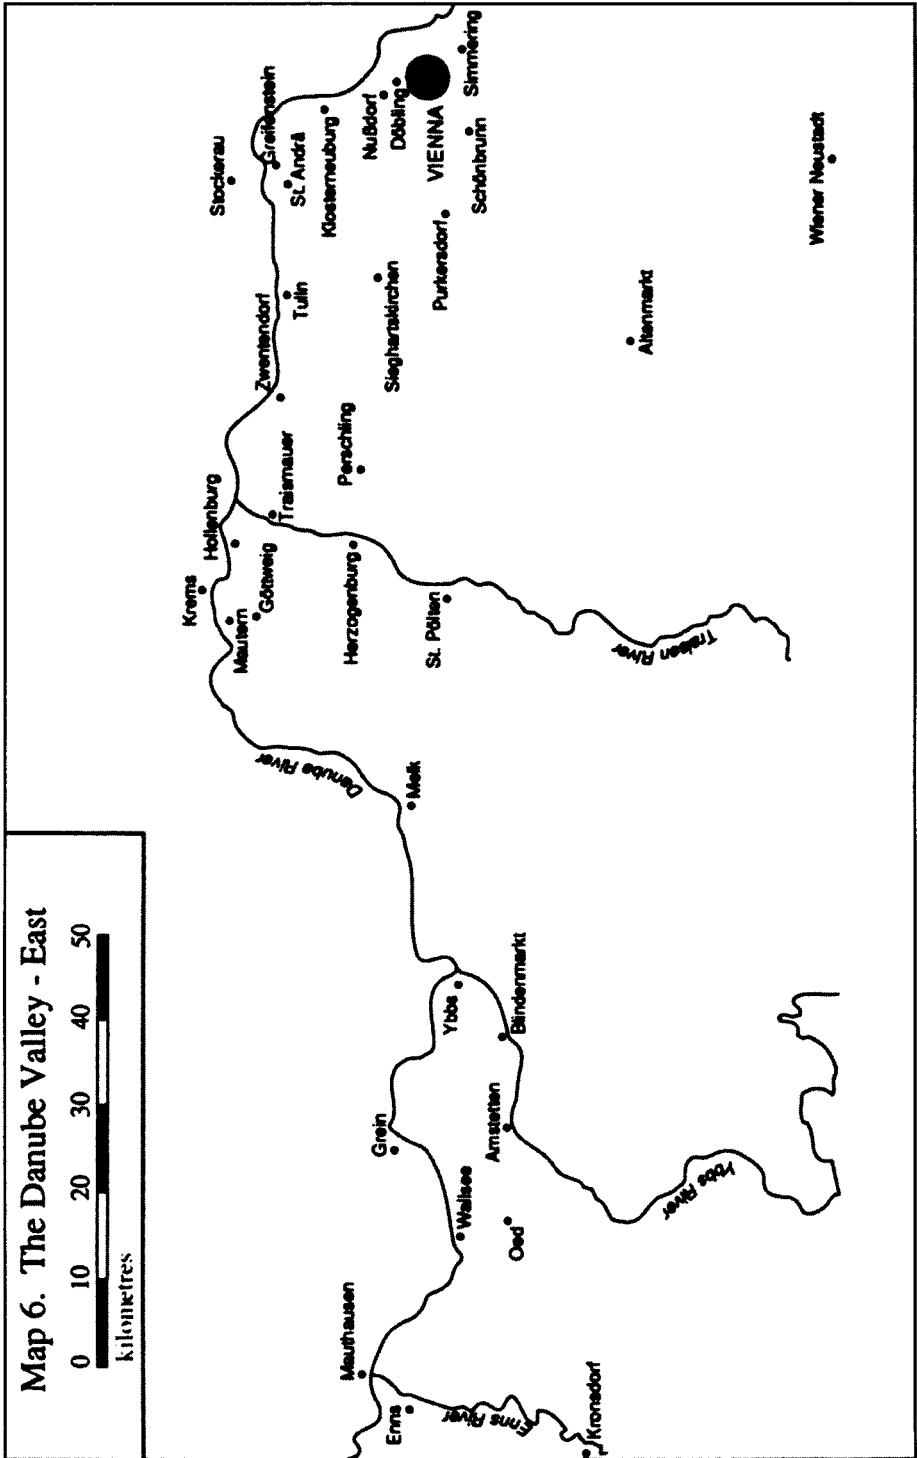 Map 6. The Danube Valley - East
0 10 20 30 40 50
kilometres
Stockerau
Greifenstein
St. Andrä
Klosterneuburg
Nußdorf
Döbling
VIENNA
Simmering
Schönbrunn
Purkersdorf
Wiener Neustadt
Altenmarkt
Zwentendorf
Tulln
Sieghartskirchen
Perschling
Hollenburg
Traismauer
Krems
Mautern
Göttweig
Herzogenburg
St. Pölten
Traisen River
Danube River
Melk
Ybbs
Blindenmarkt
Grein
Amstetten
Ybbs River
Wallsee
Oed
Mauthausen
Enns
Enns River
Kronsdorf